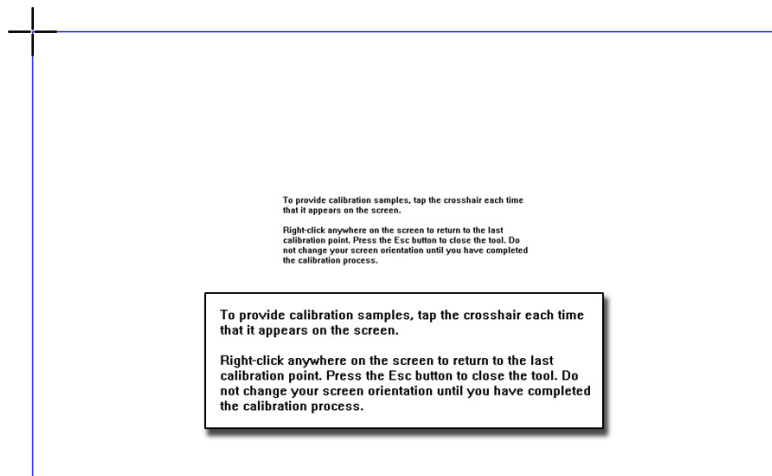 To provide calibration samples, tap the crosshair each time
that it appears on the screen.
Right-click anywhere on the screen to return to the last
calibration point. Press the Esc button to close the tool. Do
not change your screen orientation until you have completed
the calibration process.
To provide calibration samples, tap the crosshair each time
that it appears on the screen.
Right-click anywhere on the screen to return to the last
calibration point. Press the Esc button to close the tool. Do
not change your screen orientation until you have completed
the calibration process.